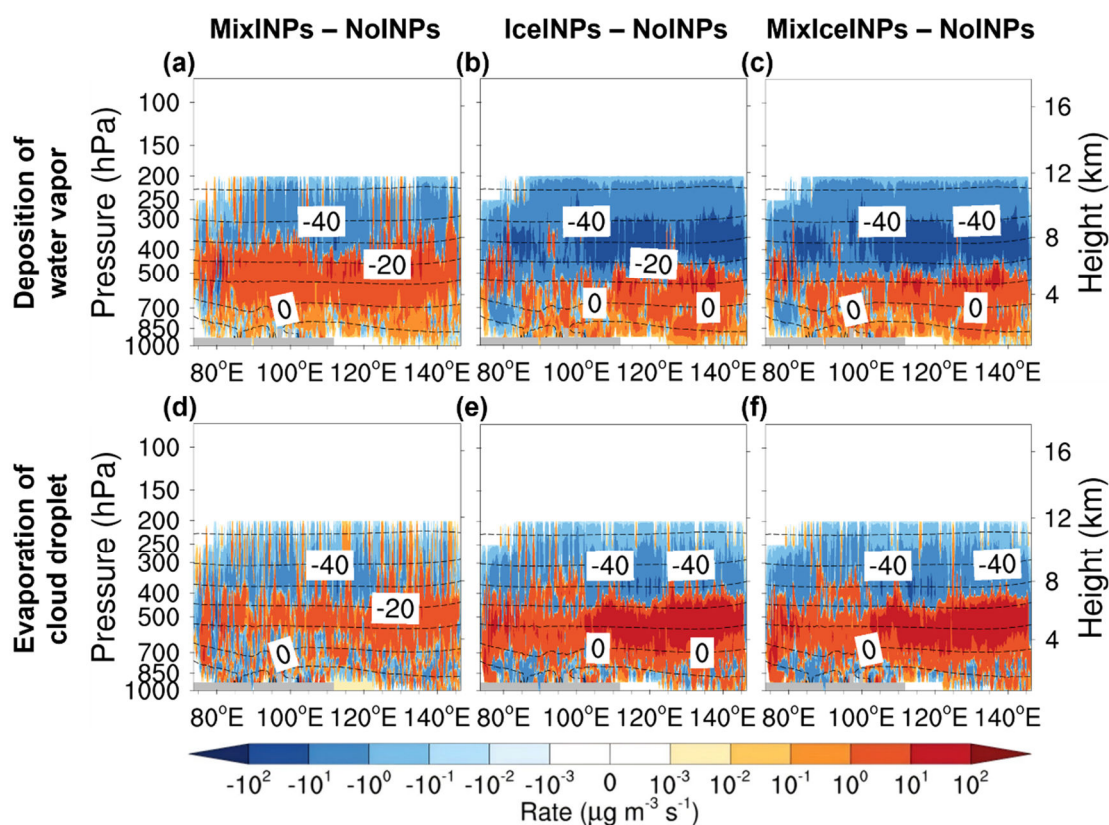 MixINPs – NoINPs
IceINPs – NoINPs
MixIceINPs – NoINPs
(a)
(b)
(c)
Deposition of
water vapor
Pressure (hPa)
100
150
200
250
300
400
500
700
850
1000
-40
-20
0
-40
-20
0
0
-40
-40
0
0
16
12
8
4
Height (km)
80°E 100°E 120°E 140°E
80°E 100°E 120°E 140°E
80°E 100°E 120°E 140°E
(d)
(e)
(f)
Evaporation of
cloud droplet
Pressure (hPa)
100
150
200
250
300
400
500
700
850
1000
-40
-20
0
-40
-40
0
0
-40
-40
0
0
16
12
8
4
Height (km)
80°E 100°E 120°E 140°E
80°E 100°E 120°E 140°E
80°E 100°E 120°E 140°E
-10² -10¹ -10⁰ -10⁻¹ -10⁻² -10⁻³ 0 10⁻³ 10⁻² 10⁻¹ 10⁰ 10¹ 10²
Rate (μg m⁻³ s⁻¹)